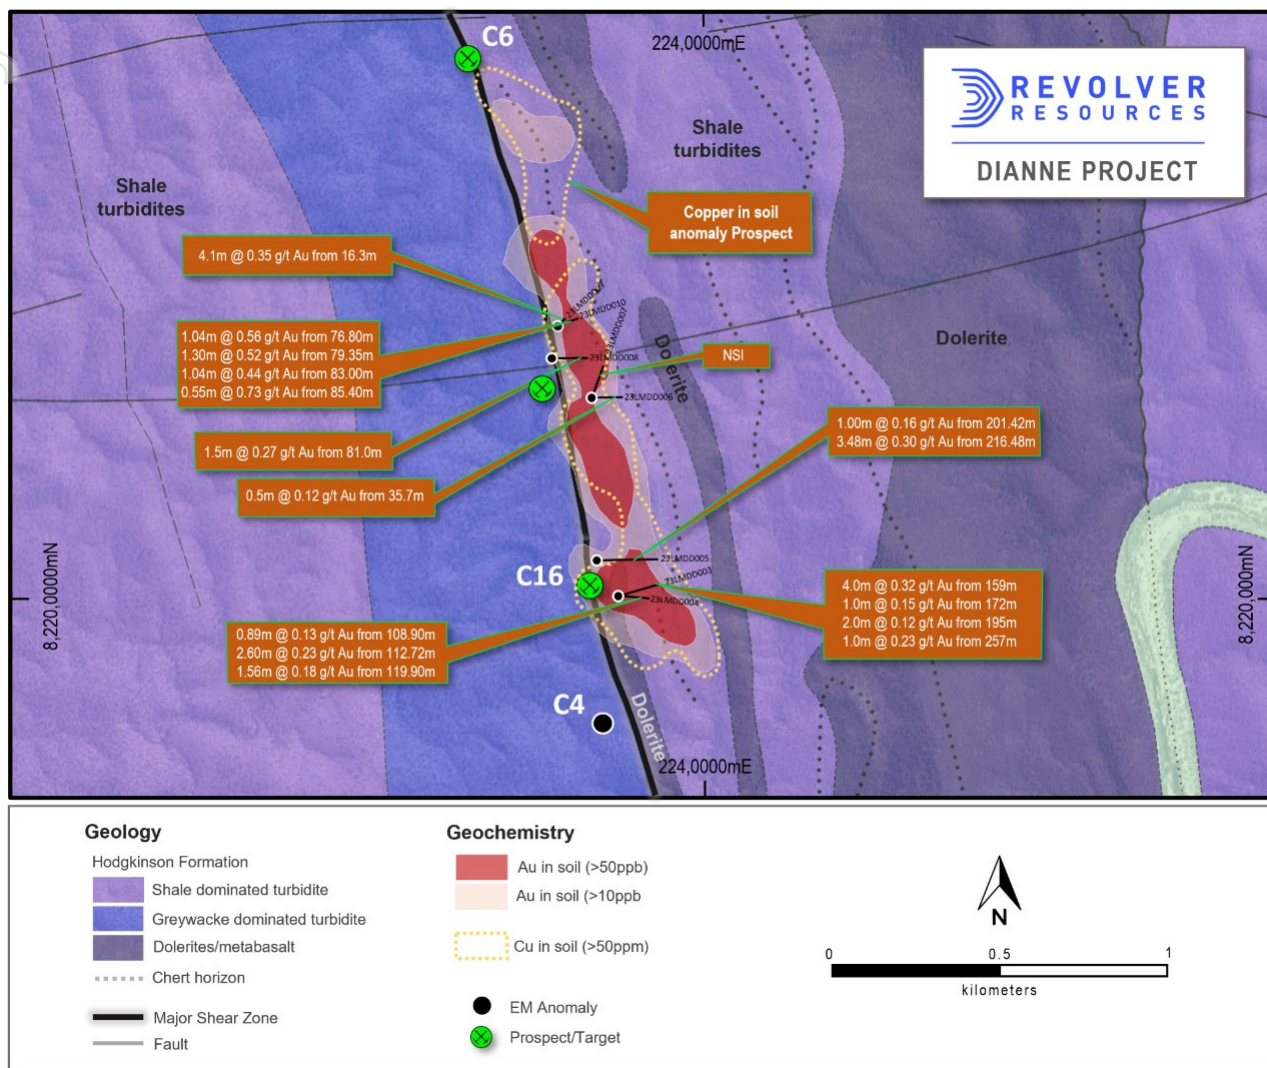 C6
224,0000mE
REVOLVER
RESOURCES
DIANNE PROJECT
Shale
turbidites
Shale
turbidites
Copper in soil
anomaly Prospect
4.1m @ 0.35 g/t Au from 16.3m
23LMDD009
23LMDD010
23LMDD007
1.04m @ 0.56 g/t Au from 76.80m
1.30m @ 0.52 g/t Au from 79.35m
1.04m @ 0.44 g/t Au from 83.00m
0.55m @ 0.73 g/t Au from 85.40m
23LMDD008
Dolerite
NSI
Dolerite
23LMDD006
1.00m @ 0.16 g/t Au from 201.42m
3.48m @ 0.30 g/t Au from 216.48m
1.5m @ 0.27 g/t Au from 81.0m
0.5m @ 0.12 g/t Au from 35.7m
8,220,0000mN
8,220,0000mN
23LMDD005
C16
23LMDD003
23LMDD004
4.0m @ 0.32 g/t Au from 159m
1.0m @ 0.15 g/t Au from 172m
2.0m @ 0.12 g/t Au from 195m
1.0m @ 0.23 g/t Au from 257m
0.89m @ 0.13 g/t Au from 108.90m
2.60m @ 0.23 g/t Au from 112.72m
1.56m @ 0.18 g/t Au from 119.90m
C4
Dolerite
224,0000mE
Geology
Hodgkinson Formation
Shale dominated turbidite
Greywacke dominated turbidite
Dolerites/metabasalt
Chert horizon
Major Shear Zone
Fault
Geochemistry
Au in soil (>50ppb)
Au in soil (>10ppb
Cu in soil (>50ppm)
EM Anomaly
Prospect/Target
N
0 0.5 1
kilometers